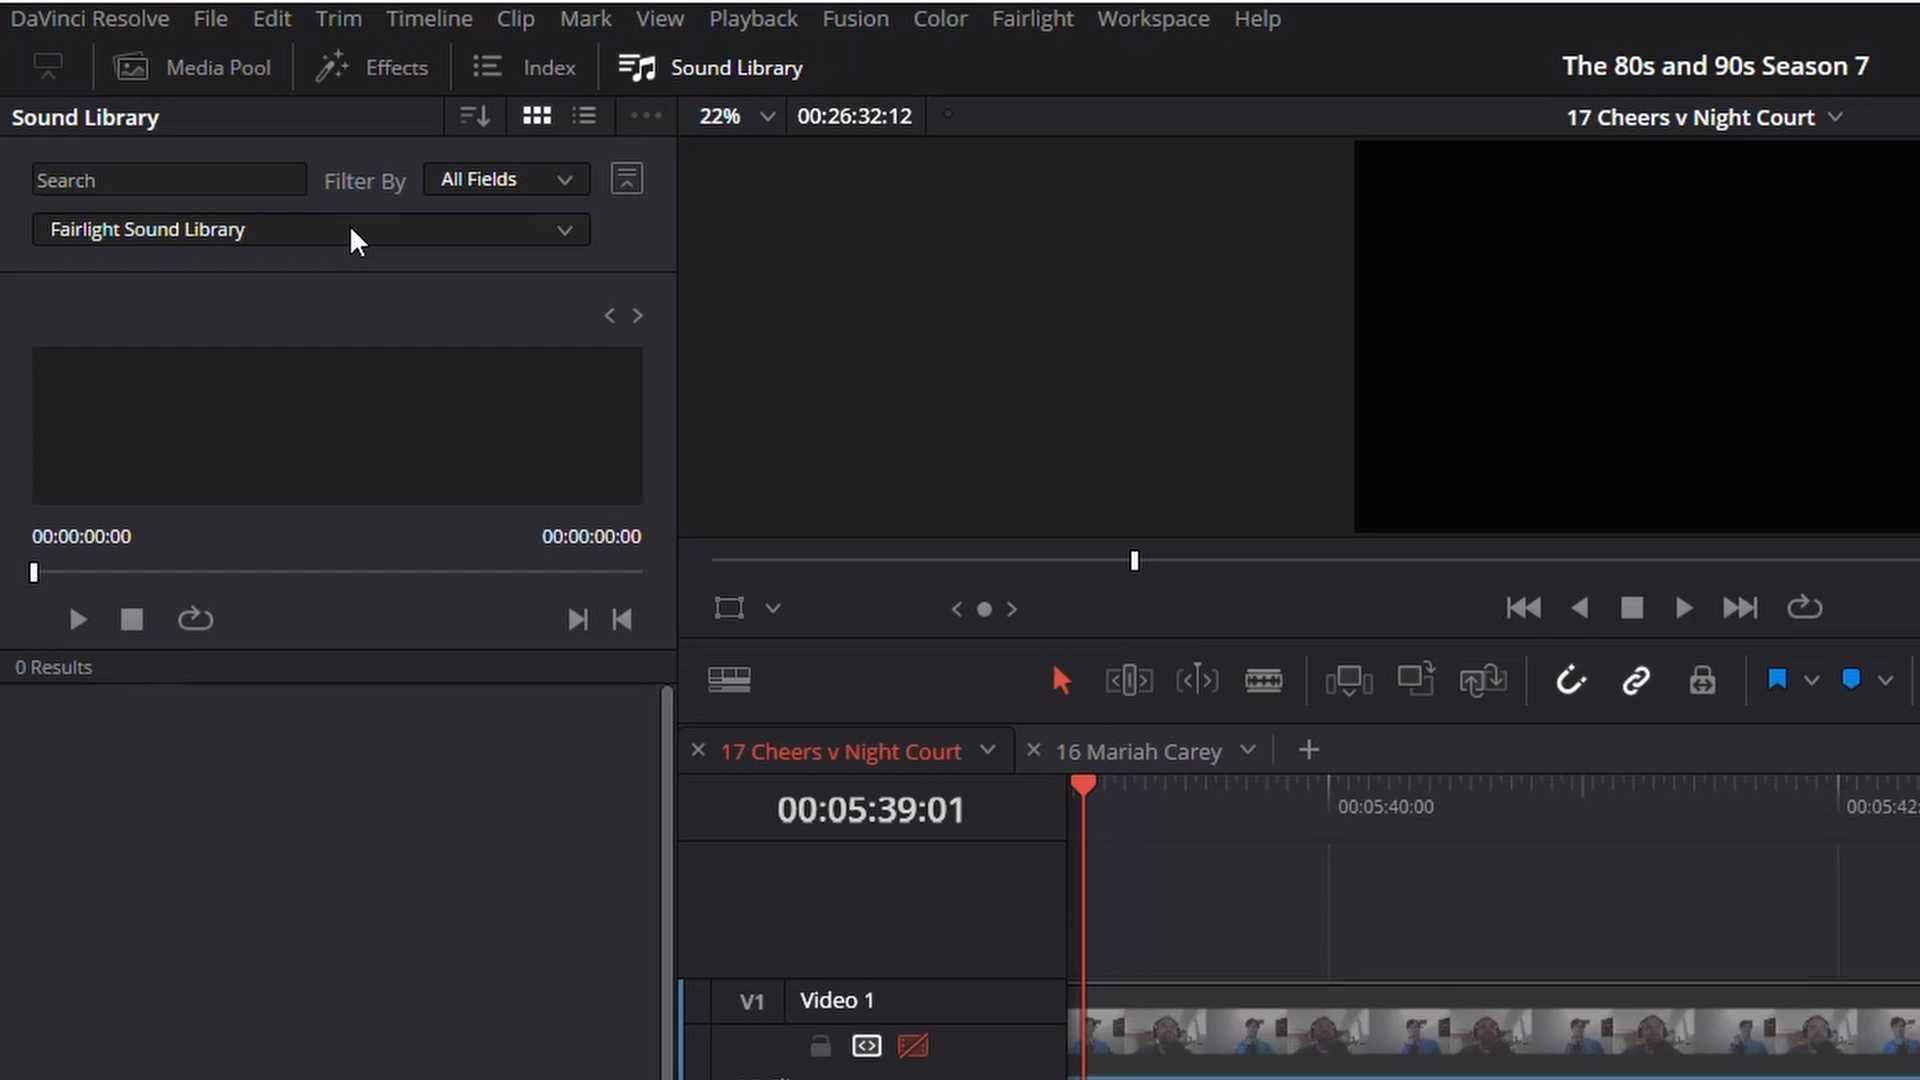 DaVinci Resolve File Edit Trim Timeline Clip Mark View Playback Fusion Color Fairlight Workspace Help
Media Pool Effects Index Sound Library The 80s and 90s Season 7
Sound Library 22% 00:26:32:12 17 Cheers v Night Court
Search Filter By All Fields
Fairlight Sound Library
00:00:00:00 00:00:00:00
0 Results
17 Cheers v Night Court 16 Mariah Carey
00:05:39:01 00:05:40:00 00:05:42:
V1 Video 1